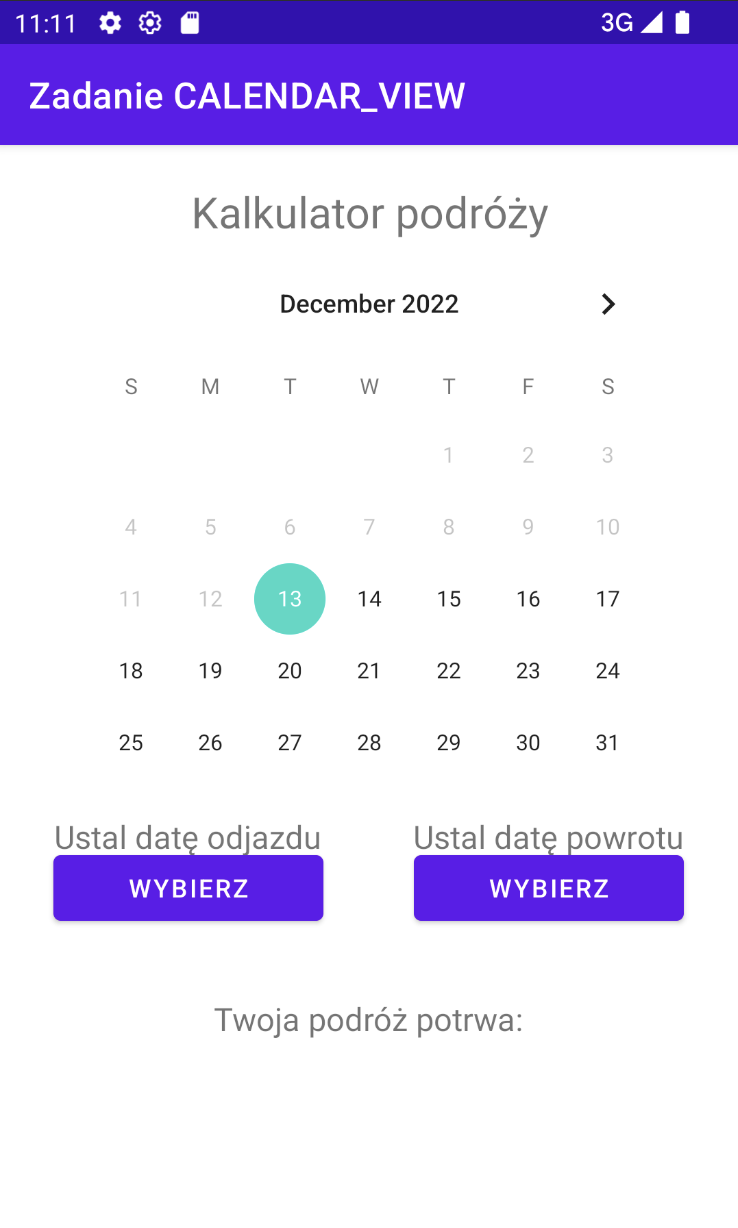 11:11 3G
Zadanie CALENDAR_VIEW
Kalkulator podróży
December 2022
S M T W T F S
1 2 3
4 5 6 7 8 9 10
11 12 13 14 15 16 17
18 19 20 21 22 23 24
25 26 27 28 29 30 31
Ustal datę odjazdu Ustal datę powrotu
WYBIERZ WYBIERZ
Twoja podróż potrwa: